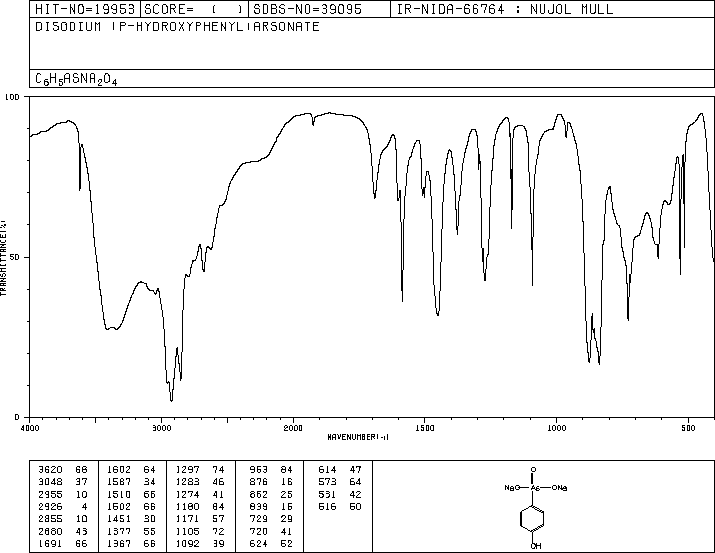 HIT-NO=19953 SCORE= ( ) SDBS-NO=39095 IR-NIDA-66764 : NUJOL MULL
DISODIUM (P-HYDROXYPHENYL)ARSONATE
C6H5ASNA2O4
100
50
0
TRANSMITTANCE(%)
4000 3000 2000 1500 1000 500
WAVENUMBER(-1)
3620 68 1602 64 1297 74 963 84 614 47
3048 37 1587 34 1283 46 876 16 573 64
2955 10 1510 66 1274 41 862 25 531 42
2926 4 1502 66 1180 84 839 16 516 50
2855 10 1451 30 1171 57 729 29
2680 43 1377 55 1105 72 720 41
1691 66 1367 66 1092 39 624 52
O
NaO As ONa
OH